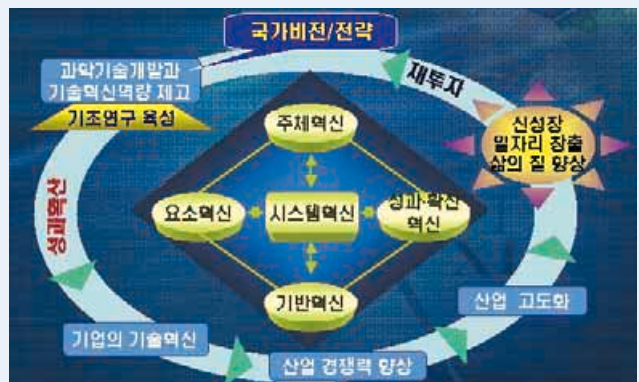 국가비전/전략
과학기술개발과
기술혁신역량 제고
기초연구 육성
재투자
신성장
일자리 창출
삶의 질 향상
주체혁신
요소혁신
시스템혁신
성과·확산
혁신
기반혁신
성과확산
산업 고도화
기업의 기술혁신
산업 경쟁력 향상